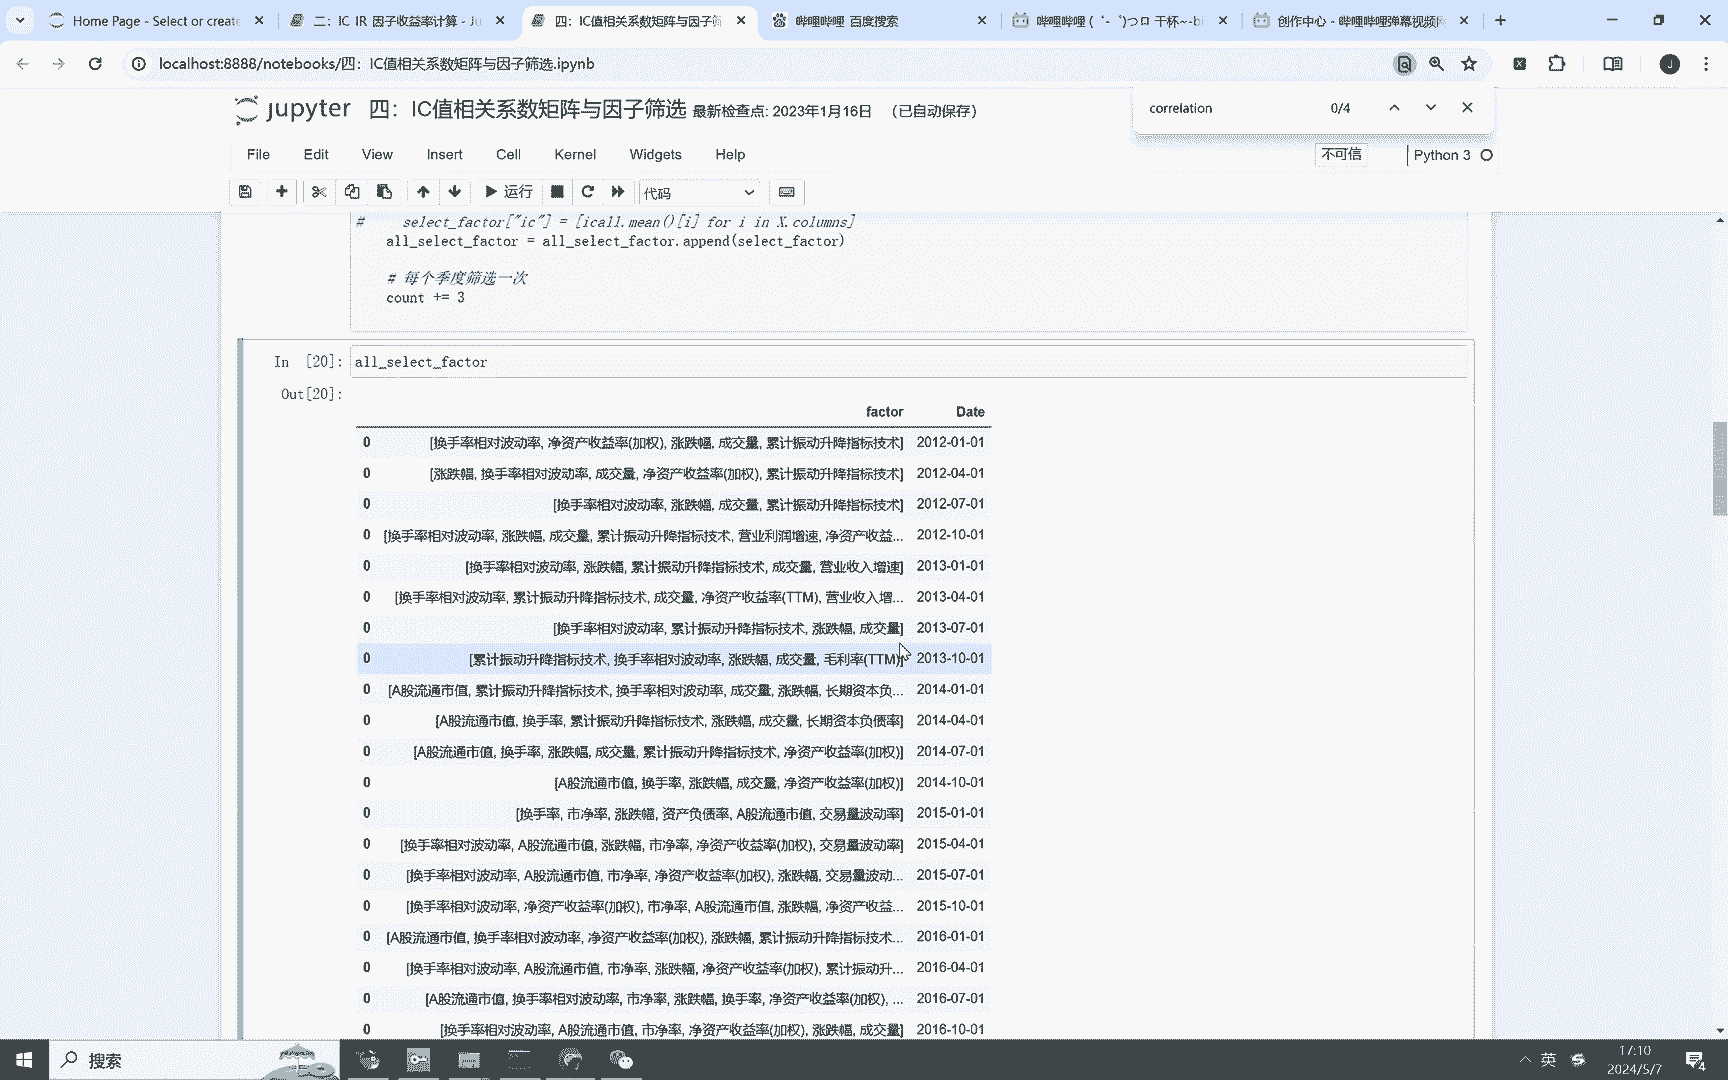 Home Page - Select or create
二：IC IR 因子收益率计算 - Ju
四：IC值相关系数矩阵与因子筛
哔哩哔哩_百度搜索
哔哩哔哩 (゜-゜)つロ 干杯~-bi
创作中心 - 哔哩哔哩弹幕视频网
localhost:8888/notebooks/四：IC值相关系数矩阵与因子筛选.ipynb
J
correlation 0/4
jupyter 四：IC值相关系数矩阵与因子筛选 最新检查点: 2023年1月16日 （已自动保存）
File Edit View Insert Cell Kernel Widgets Help
不可信 Python 3
运行 代码
# select_factor["ic"] = [icall.mean()[i] for i in X.columns]
all_select_factor = all_select_factor.append(select_factor)
# 每个季度筛选一次
count += 3
In [20]: all_select_factor
Out[20]:
factor Date
0 [换手率相对波动率, 净资产收益率(加权), 涨跌幅, 成交量, 累计振动升降指标技术] 2012-01-01
0 [涨跌幅, 换手率相对波动率, 成交量, 净资产收益率(加权), 累计振动升降指标技术] 2012-04-01
0 [换手率相对波动率, 涨跌幅, 成交量, 累计振动升降指标技术] 2012-07-01
0 [换手率相对波动率, 涨跌幅, 成交量, 累计振动升降指标技术, 营业利润增速, 净资产收益... 2012-10-01
0 [换手率相对波动率, 涨跌幅, 累计振动升降指标技术, 成交量, 营业收入增速] 2013-01-01
0 [换手率相对波动率, 累计振动升降指标技术, 成交量, 净资产收益率(TTM), 营业收入增... 2013-04-01
0 [换手率相对波动率, 累计振动升降指标技术, 涨跌幅, 成交量] 2013-07-01
0 [累计振动升降指标技术, 换手率相对波动率, 涨跌幅, 成交量, 毛利率(TTM)] 2013-10-01
0 [A股流通市值, 累计振动升降指标技术, 换手率相对波动率, 成交量, 涨跌幅, 长期资本负... 2014-01-01
0 [A股流通市值, 换手率, 累计振动升降指标技术, 涨跌幅, 成交量, 长期资本负债率] 2014-04-01
0 [A股流通市值, 换手率, 涨跌幅, 成交量, 累计振动升降指标技术, 净资产收益率(加权)] 2014-07-01
0 [A股流通市值, 换手率, 涨跌幅, 成交量, 净资产收益率(加权)] 2014-10-01
0 [换手率, 市净率, 涨跌幅, 资产负债率, A股流通市值, 交易量波动率] 2015-01-01
0 [换手率相对波动率, A股流通市值, 涨跌幅, 市净率, 净资产收益率(加权), 交易量波动率] 2015-04-01
0 [换手率相对波动率, A股流通市值, 市净率, 净资产收益率(加权), 涨跌幅, 交易量波动... 2015-07-01
0 [换手率相对波动率, 净资产收益率(加权), 市净率, A股流通市值, 涨跌幅, 净资产收益... 2015-10-01
0 [A股流通市值, 换手率相对波动率, 净资产收益率(加权), 涨跌幅, 累计振动升降指标技术... 2016-01-01
0 [换手率相对波动率, A股流通市值, 市净率, 涨跌幅, 净资产收益率(加权), 累计振动升... 2016-04-01
0 [A股流通市值, 换手率相对波动率, 市净率, 涨跌幅, 换手率, 净资产收益率(加权), ... 2016-07-01
0 [换手率相对波动率, A股流通市值, 市净率, 净资产收益率(加权), 涨跌幅, 成交量] 2016-10-01
搜索
英
17:10
2024/5/7
4